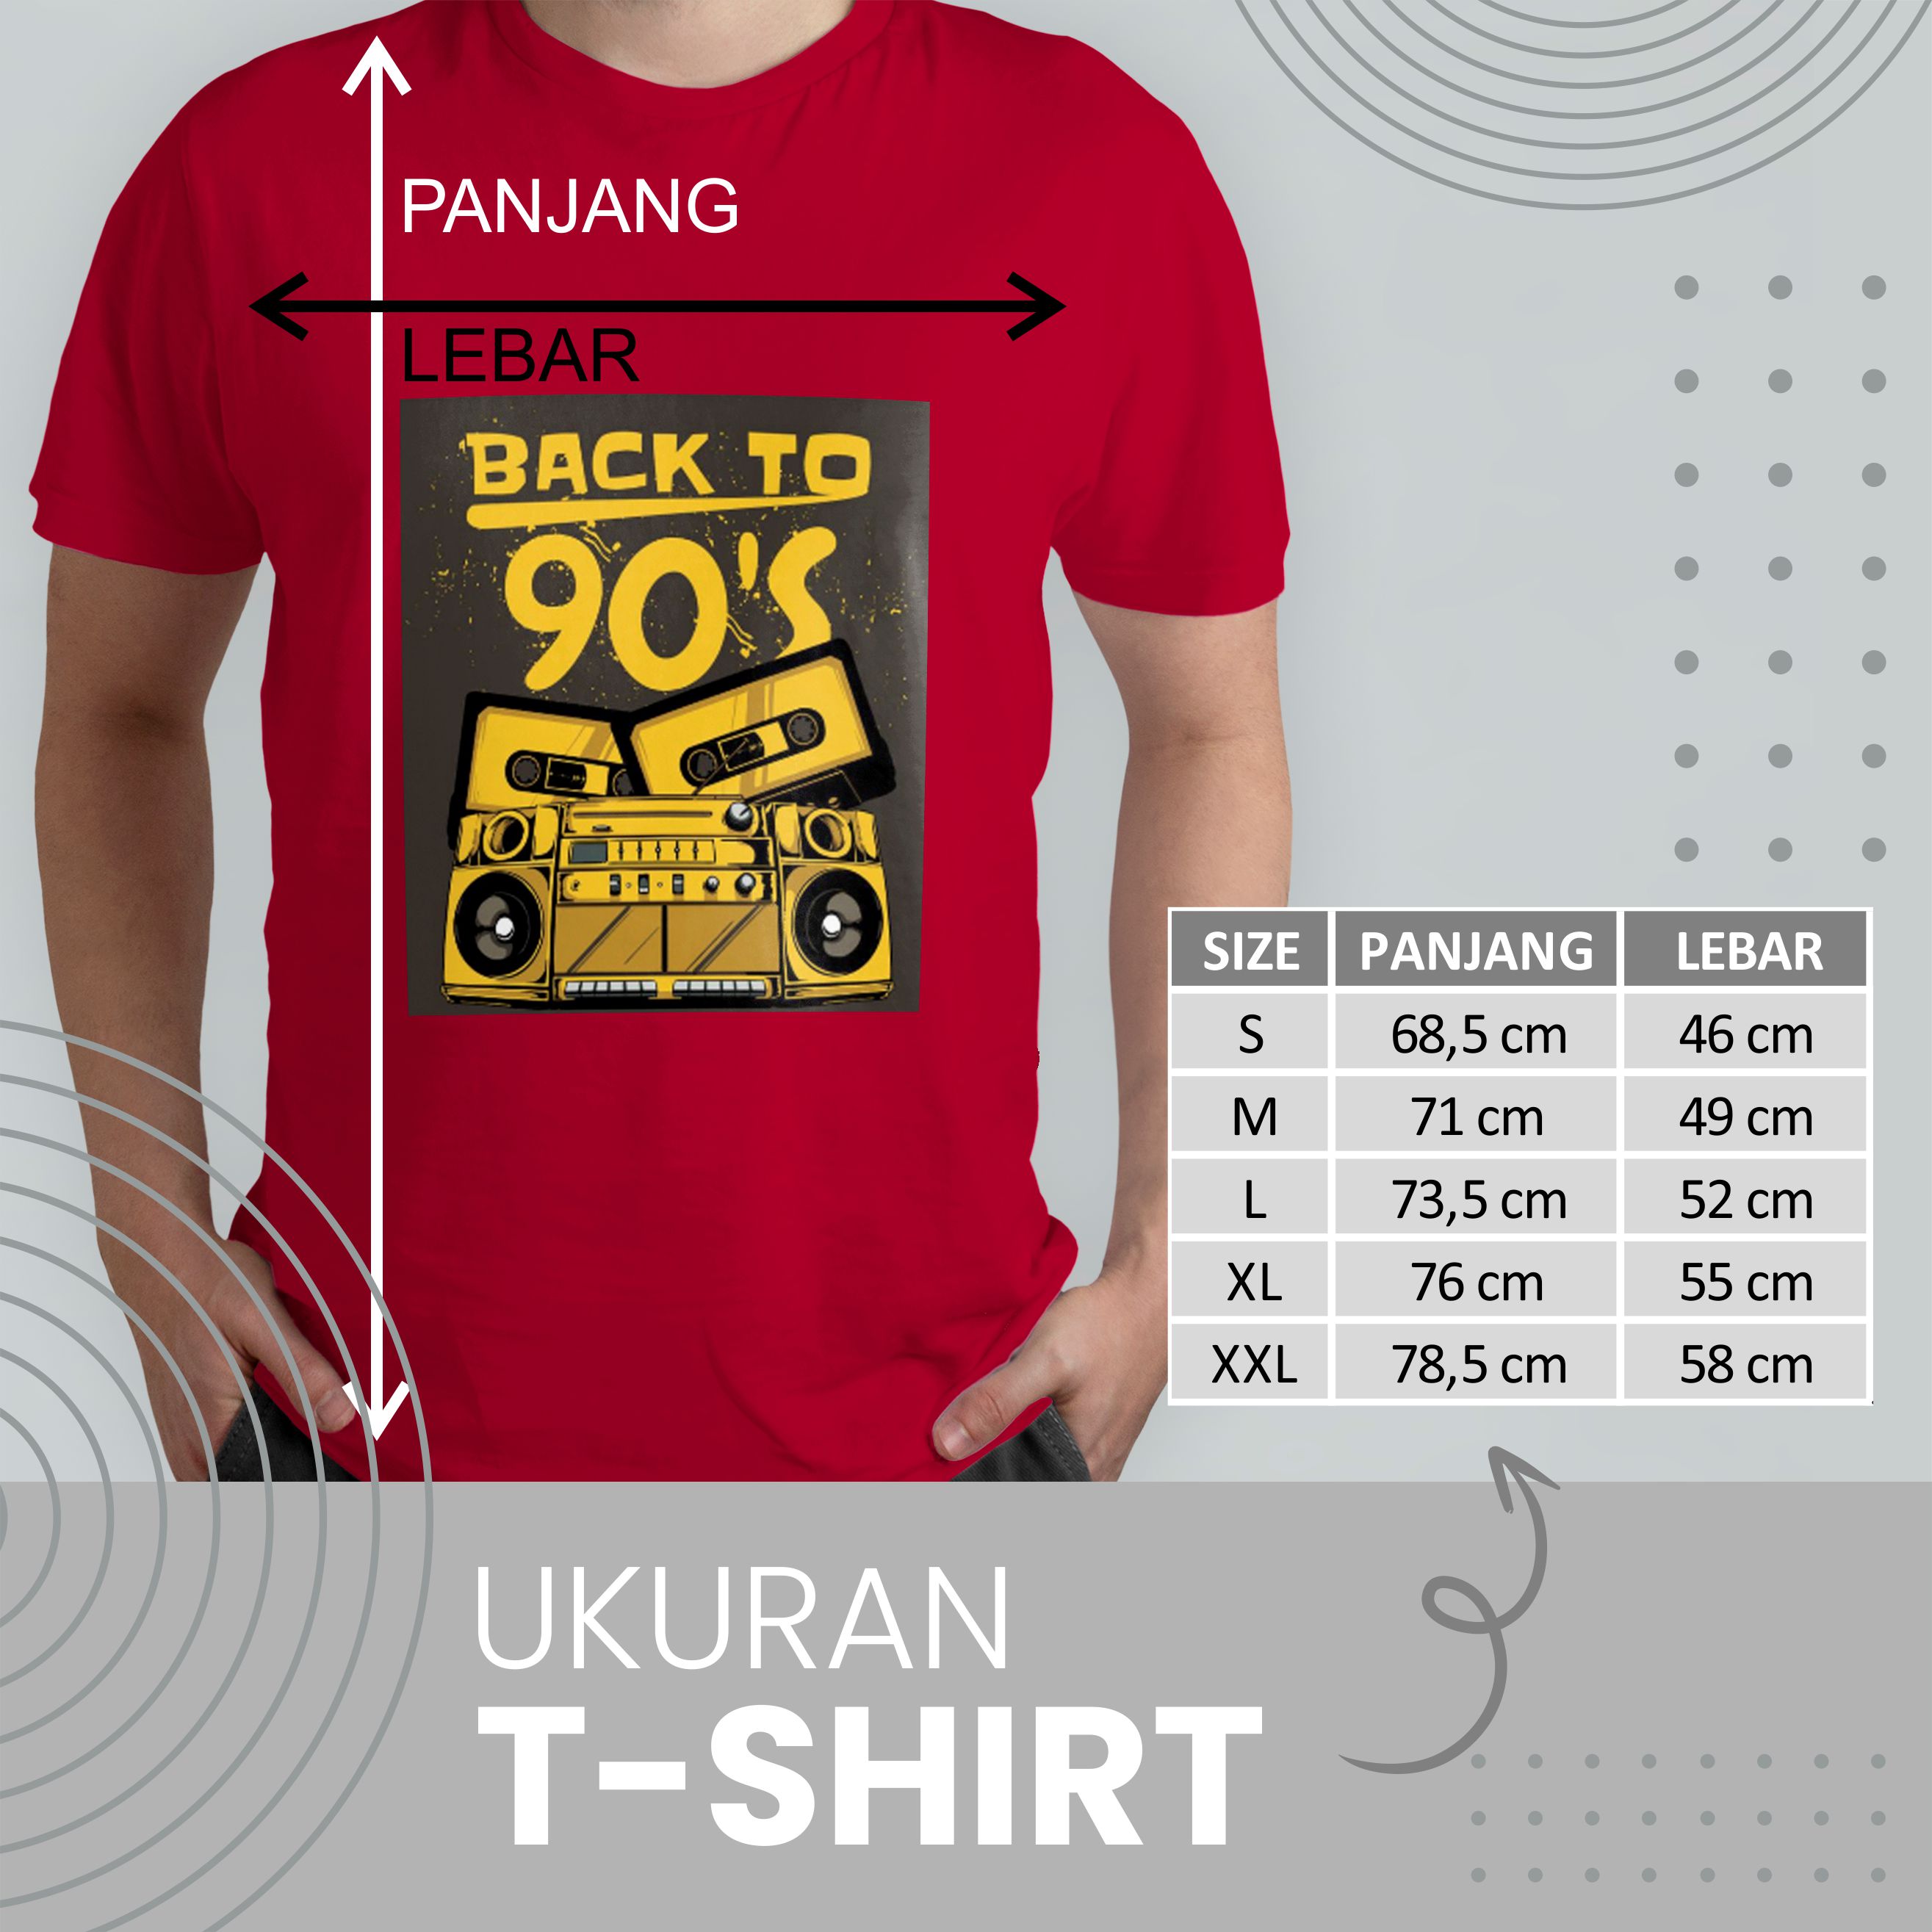 PANJANG
LEBAR
BACK TO
90'S
SIZE PANJANG LEBAR
S 68,5 cm 46 cm
M 71 cm 49 cm
L 73,5 cm 52 cm
XL 76 cm 55 cm
XXL 78,5 cm 58 cm
UKURAN
T-SHIRT